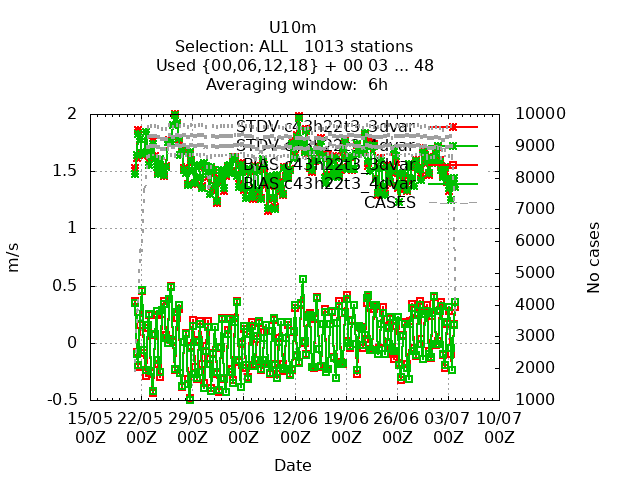 U10m
Selection: ALL   1013 stations
Used {00,06,12,18} + 00 03 ... 48
Averaging window:  6h
STDV c43h22t3_3dvar
STDV c43h22t3_4dvar
BIAS c43h22t3_3dvar
BIAS c43h22t3_4dvar
CASES
m/s
2
1.5
1
0.5
0
-0.5
No cases
10000
9000
8000
7000
6000
5000
4000
3000
2000
1000
15/05 22/05 29/05 05/06 12/06 19/06 26/06 03/07 10/07
00Z 00Z 00Z 00Z 00Z 00Z 00Z 00Z 00Z
Date